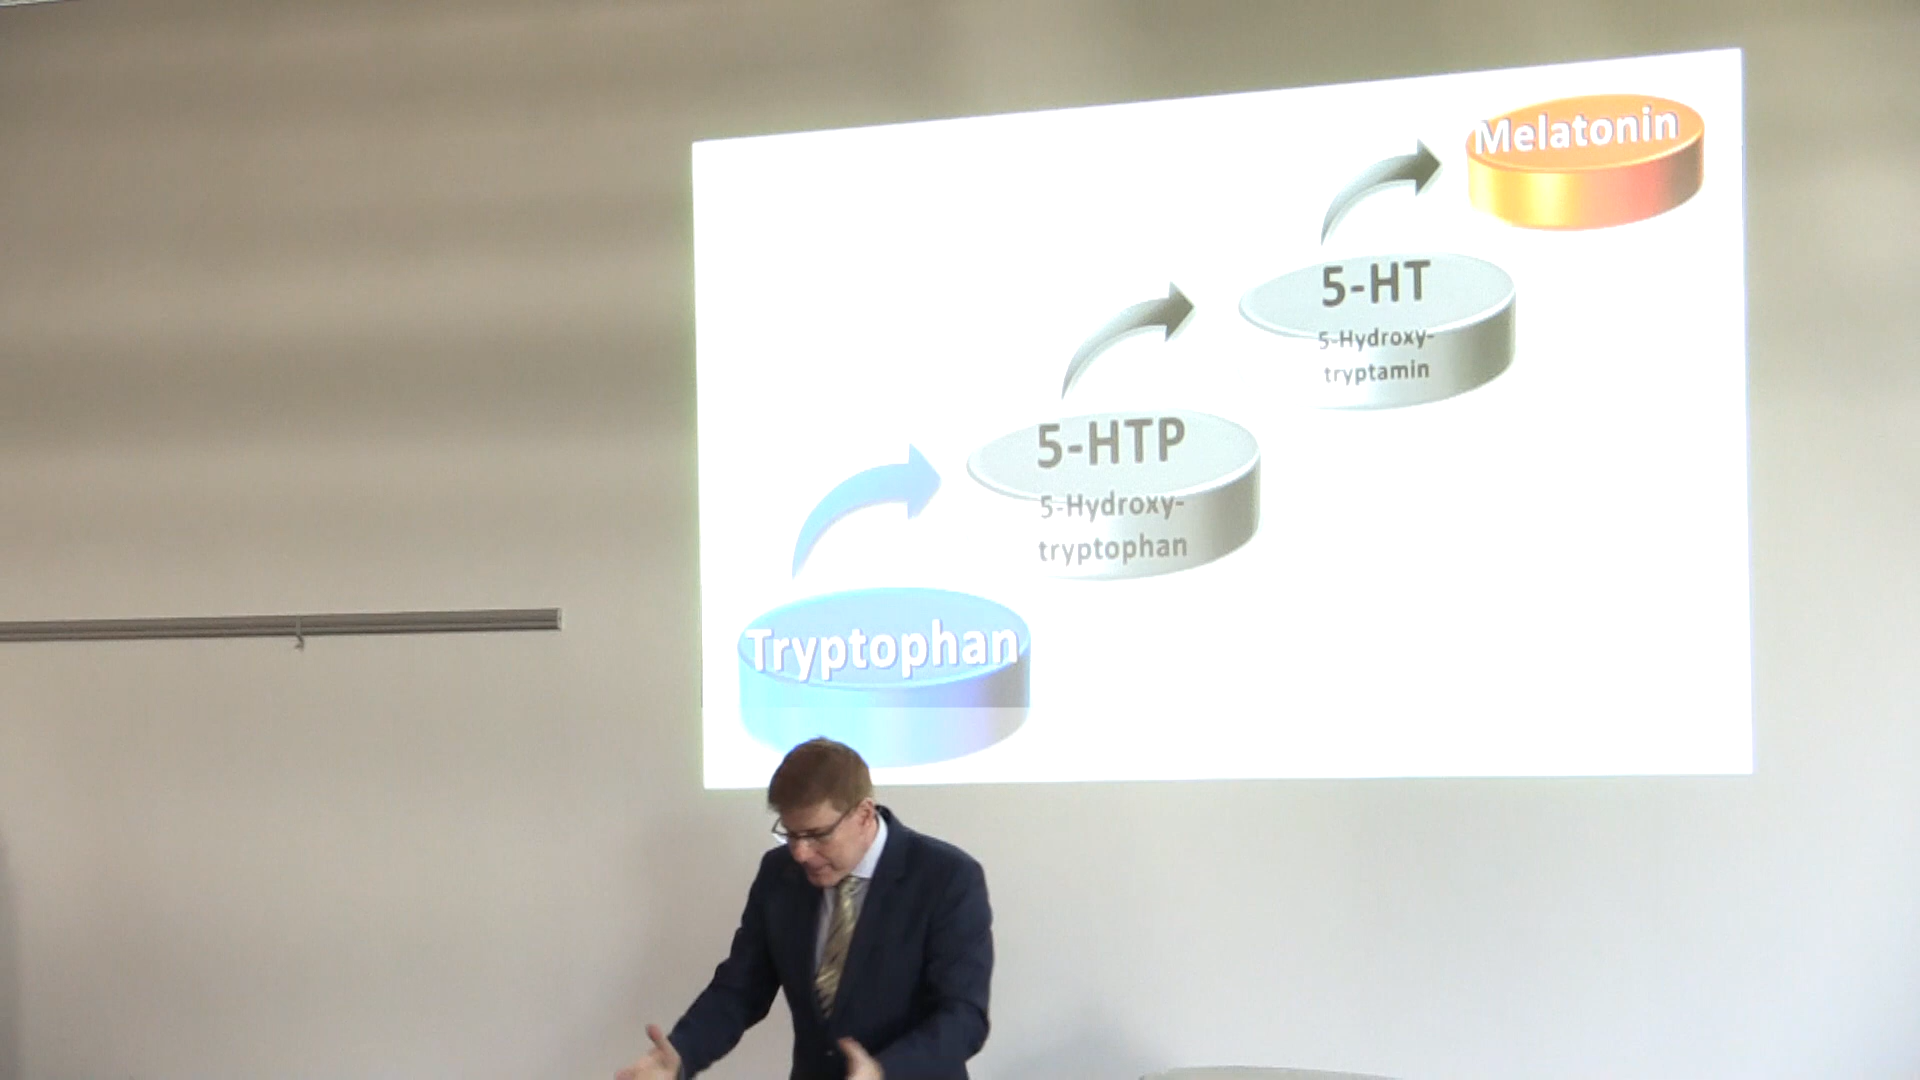 Melatonin
5-HT
5-Hydroxy-
tryptamin
5-HTP
5-Hydroxy-
tryptophan
Tryptophan